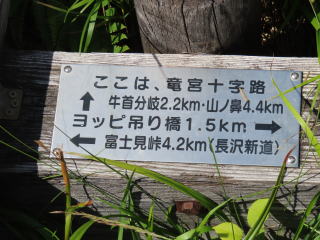 ここは、竜宮十字路
↑ 牛首分岐2.2km・山ノ鼻4.4km
ヨッピ吊り橋1.5km →
← 富士見峠4.2km〈長沢新道〉